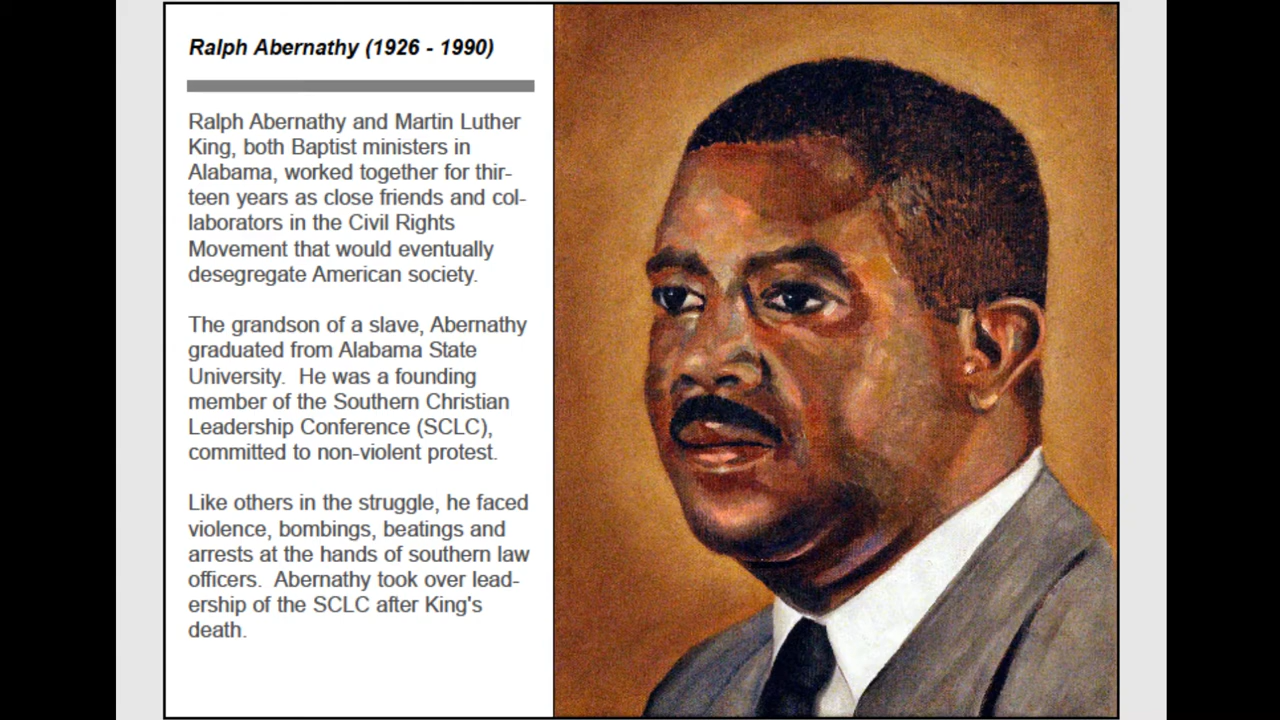 Ralph Abernathy (1926 - 1990)
Ralph Abernathy and Martin Luther
King, both Baptist ministers in
Alabama, worked together for thir-
teen years as close friends and col-
laborators in the Civil Rights
Movement that would eventually
desegregate American society.
The grandson of a slave, Abernathy
graduated from Alabama State
University.  He was a founding
member of the Southern Christian
Leadership Conference (SCLC),
committed to non-violent protest.
Like others in the struggle, he faced
violence, bombings, beatings and
arrests at the hands of southern law
officers.  Abernathy took over lead-
ership of the SCLC after King's
death.